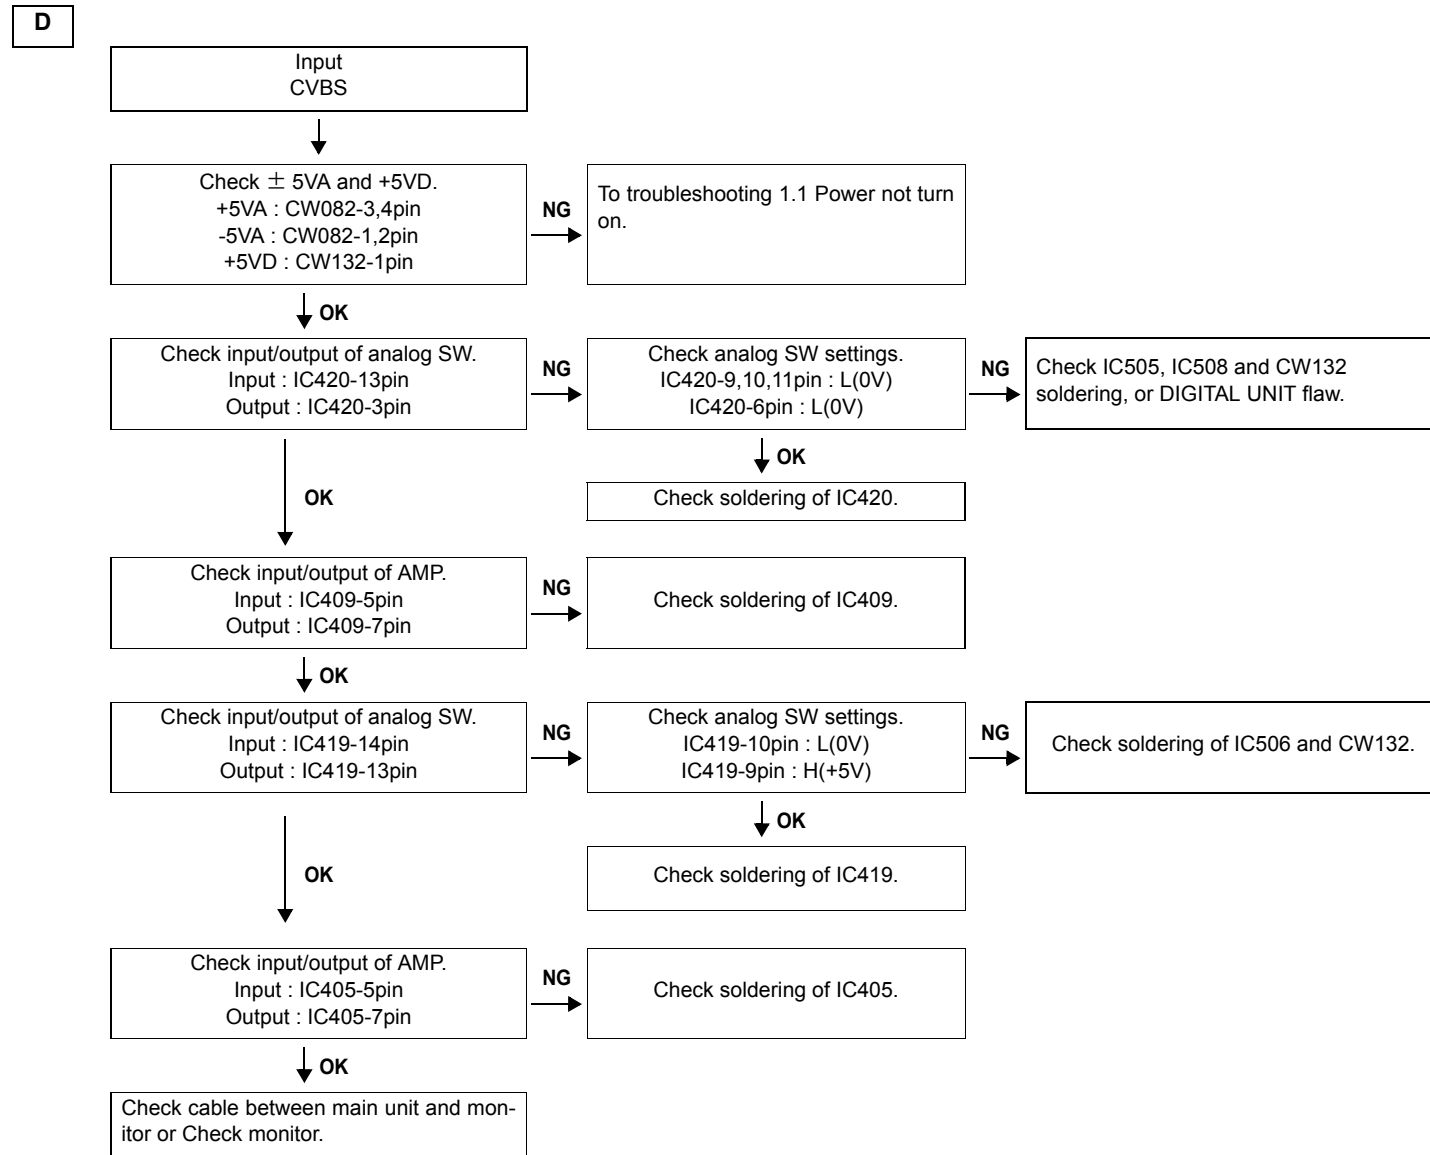 D
Input
CVBS
Check ± 5VA and +5VD.
+5VA : CW082-3,4pin
-5VA : CW082-1,2pin
+5VD : CW132-1pin
NG
To troubleshooting 1.1 Power not turn
on.
OK
Check input/output of analog SW.
Input : IC420-13pin
Output : IC420-3pin
NG
Check analog SW settings.
IC420-9,10,11pin : L(0V)
IC420-6pin : L(0V)
NG
Check IC505, IC508 and CW132
soldering, or DIGITAL UNIT flaw.
OK
Check soldering of IC420.
OK
Check input/output of AMP.
Input : IC409-5pin
Output : IC409-7pin
NG
Check soldering of IC409.
OK
Check input/output of analog SW.
Input : IC419-14pin
Output : IC419-13pin
NG
Check analog SW settings.
IC419-10pin : L(0V)
IC419-9pin : H(+5V)
NG
Check soldering of IC506 and CW132.
OK
Check soldering of IC419.
OK
Check input/output of AMP.
Input : IC405-5pin
Output : IC405-7pin
NG
Check soldering of IC405.
OK
Check cable between main unit and mon-
itor or Check monitor.